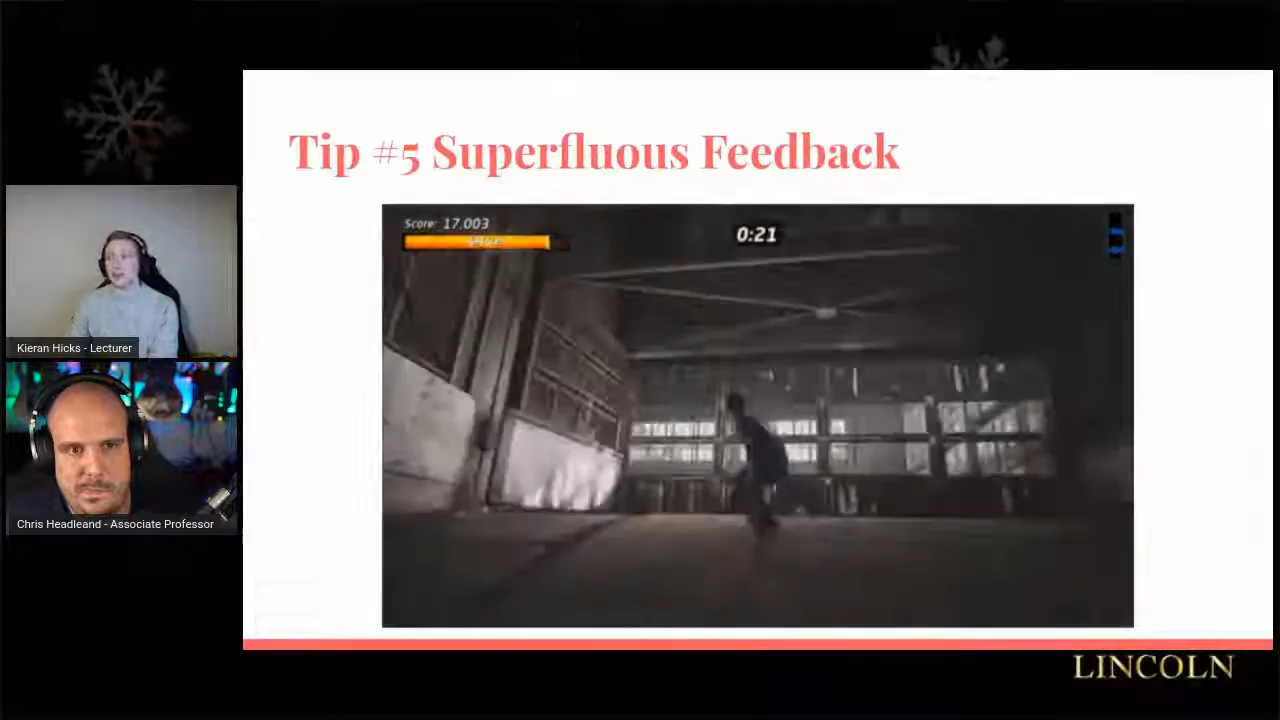 Tip #5 Superfluous Feedback
Score: 17.003
0:21
Kieran Hicks - Lecturer
Chris Headleand - Associate Professor
LINCOLN